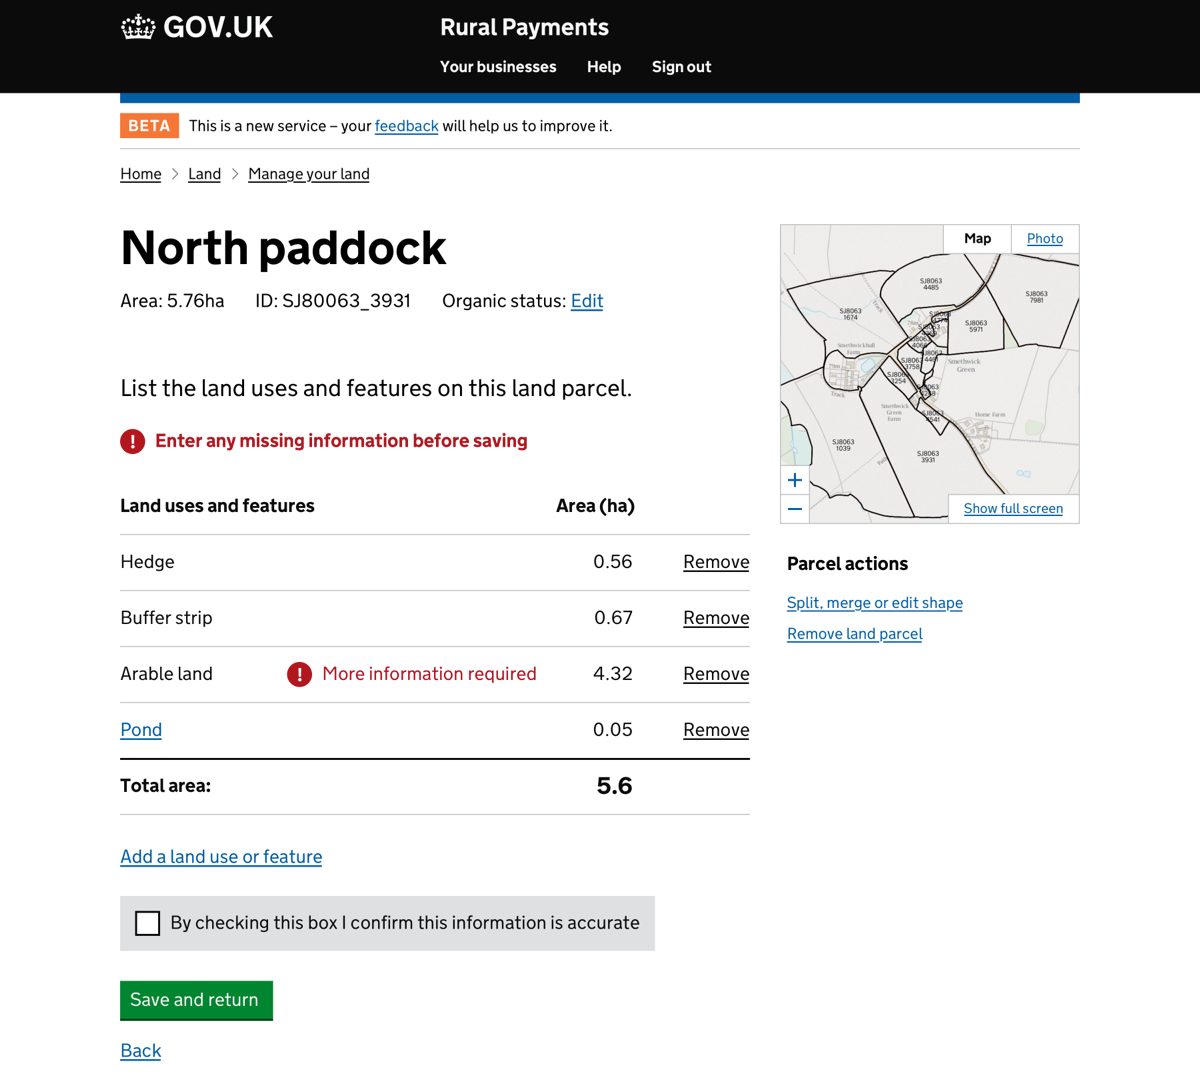 GOV.UK
Rural Payments
Your businesses Help Sign out
BETA This is a new service – your feedback will help us to improve it.
Home > Land > Manage your land
North paddock
Area: 5.76ha ID: SJ80063_3931 Organic status: Edit
List the land uses and features on this land parcel.
! Enter any missing information before saving
Land uses and features Area (ha)
Hedge 0.56 Remove
Buffer strip 0.67 Remove
Arable land ! More information required 4.32 Remove
Pond 0.05 Remove
Total area: 5.6
Add a land use or feature
By checking this box I confirm this information is accurate
Save and return
Back
Map Photo
SJ8063
4485
SJ8063
7981
SJ8063
1674
Track
SJ8063
5971
Smethwickhall
Farm
SJ8063
3758
Smethwick
Green
SJ806
3254
Track
Smethwick
Green
Farm
Home Farm
SJ8063
1039
SJ8063
3931
Path
+
−
Show full screen
Parcel actions
Split, merge or edit shape
Remove land parcel